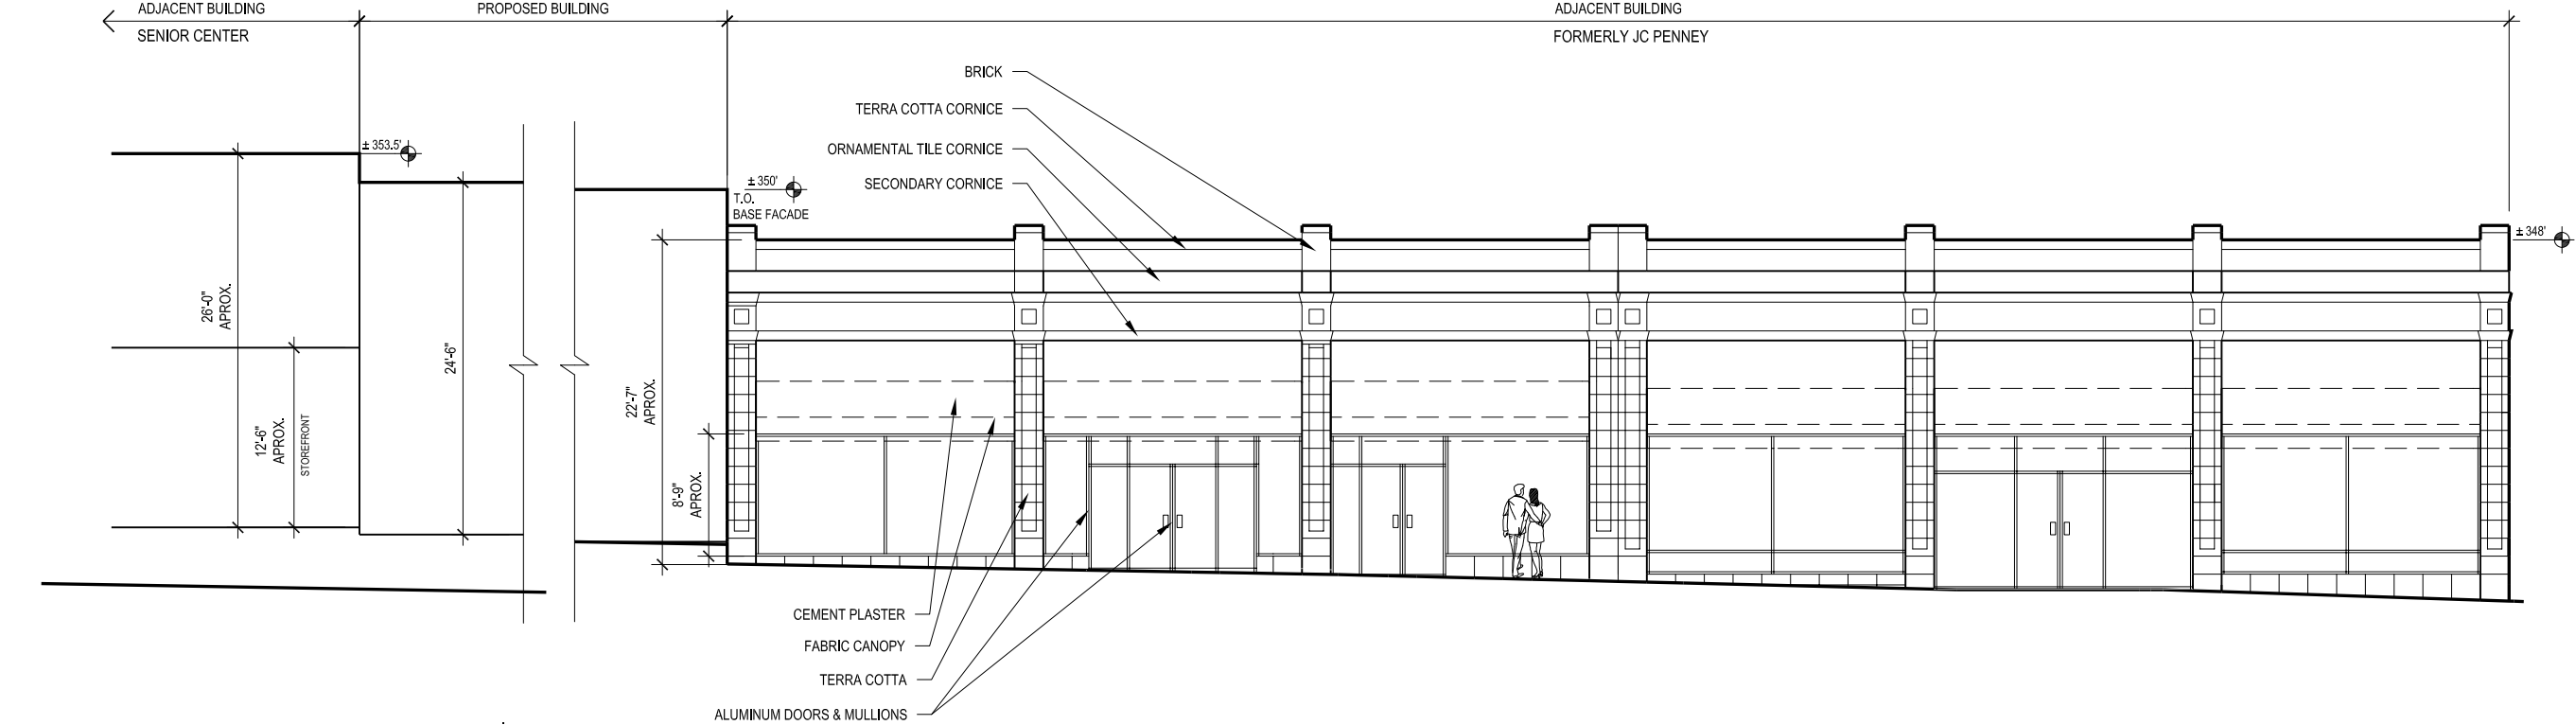 ADJACENT BUILDING
SENIOR CENTER
PROPOSED BUILDING
ADJACENT BUILDING
FORMERLY JC PENNEY
BRICK
TERRA COTTA CORNICE
ORNAMENTAL TILE CORNICE
SECONDARY CORNICE
± 353.5'
± 350'
T.O.
BASE FACADE
± 348'
26'-0"
APROX.
12'-6"
APROX.
STOREFRONT
24'-6"
22'-7"
APROX.
8'-9"
APROX.
CEMENT PLASTER
FABRIC CANOPY
TERRA COTTA
ALUMINUM DOORS & MULLIONS